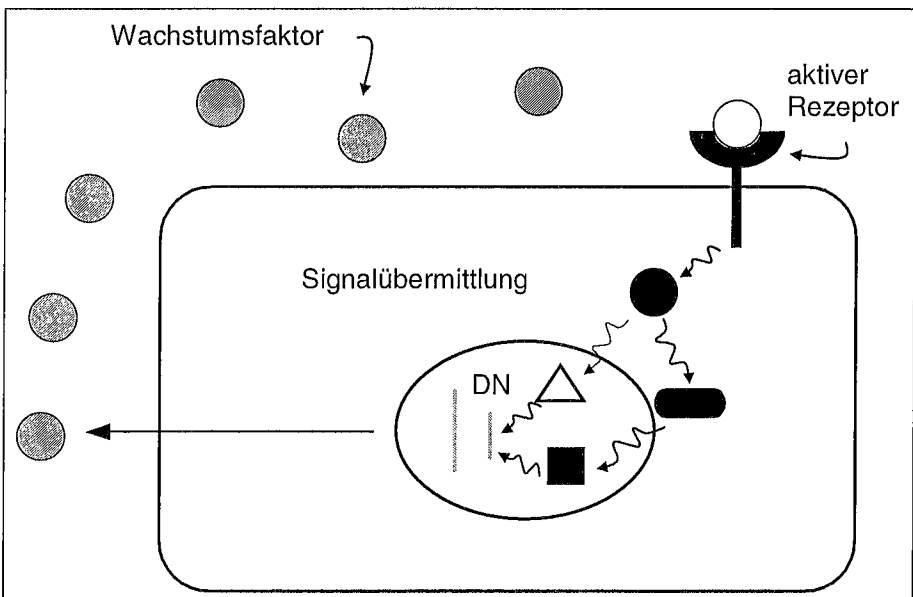 Wachstumsfaktor
aktiver
Rezeptor
Signalübermittlung
DN